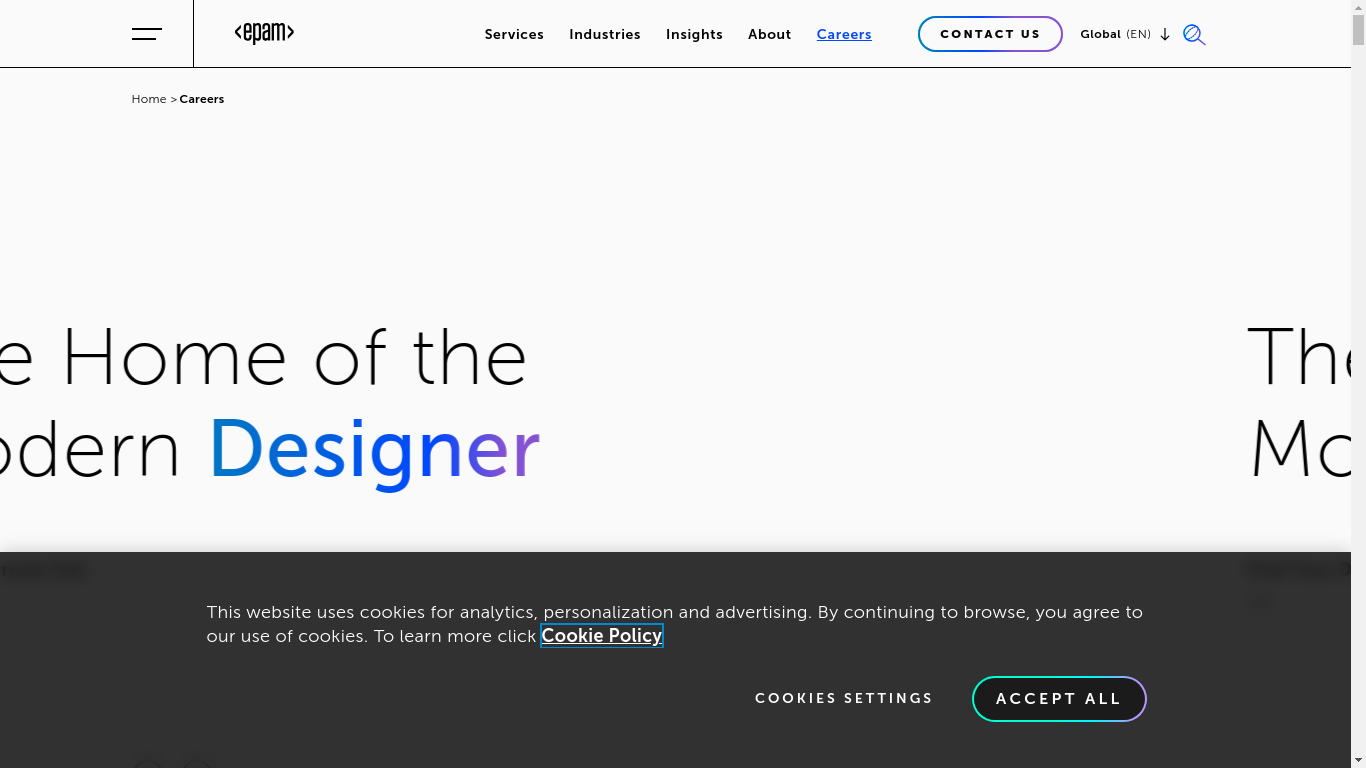 <epam>
Services Industries Insights About Careers
CONTACT US
Global (EN)
Home > Careers
e Home of the
odern Designer
The
Mo
This website uses cookies for analytics, personalization and advertising. By continuing to browse, you agree to
our use of cookies. To learn more click Cookie Policy
COOKIES SETTINGS
ACCEPT ALL